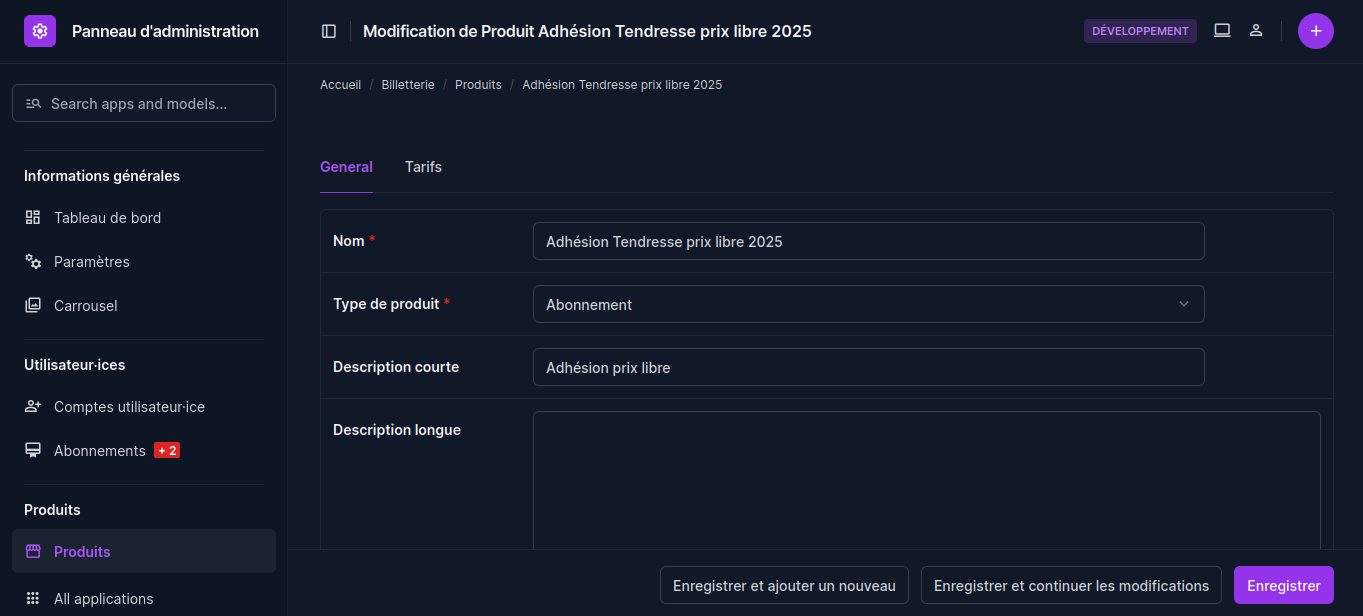 Panneau d'administration
Modification de Produit Adhésion Tendresse prix libre 2025
DÉVELOPPEMENT
Search apps and models...
Accueil / Billetterie / Produits / Adhésion Tendresse prix libre 2025
Informations générales
Tableau de bord
Paramètres
Carrousel
Utilisateur·ices
Comptes utilisateur·ice
Abonnements + 2
Produits
Produits
All applications
General Tarifs
Nom * Adhésion Tendresse prix libre 2025
Type de produit * Abonnement
Description courte Adhésion prix libre
Description longue
Enregistrer et ajouter un nouveau Enregistrer et continuer les modifications Enregistrer